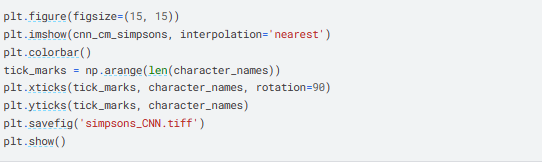 plt.figure(figsize=(15, 15))
plt.imshow(cnn_cm_simpsons, interpolation='nearest')
plt.colorbar()
tick_marks = np.arange(len(character_names))
plt.xticks(tick_marks, character_names, rotation=90)
plt.yticks(tick_marks, character_names)
plt.savefig('simpsons_CNN.tiff')
plt.show()